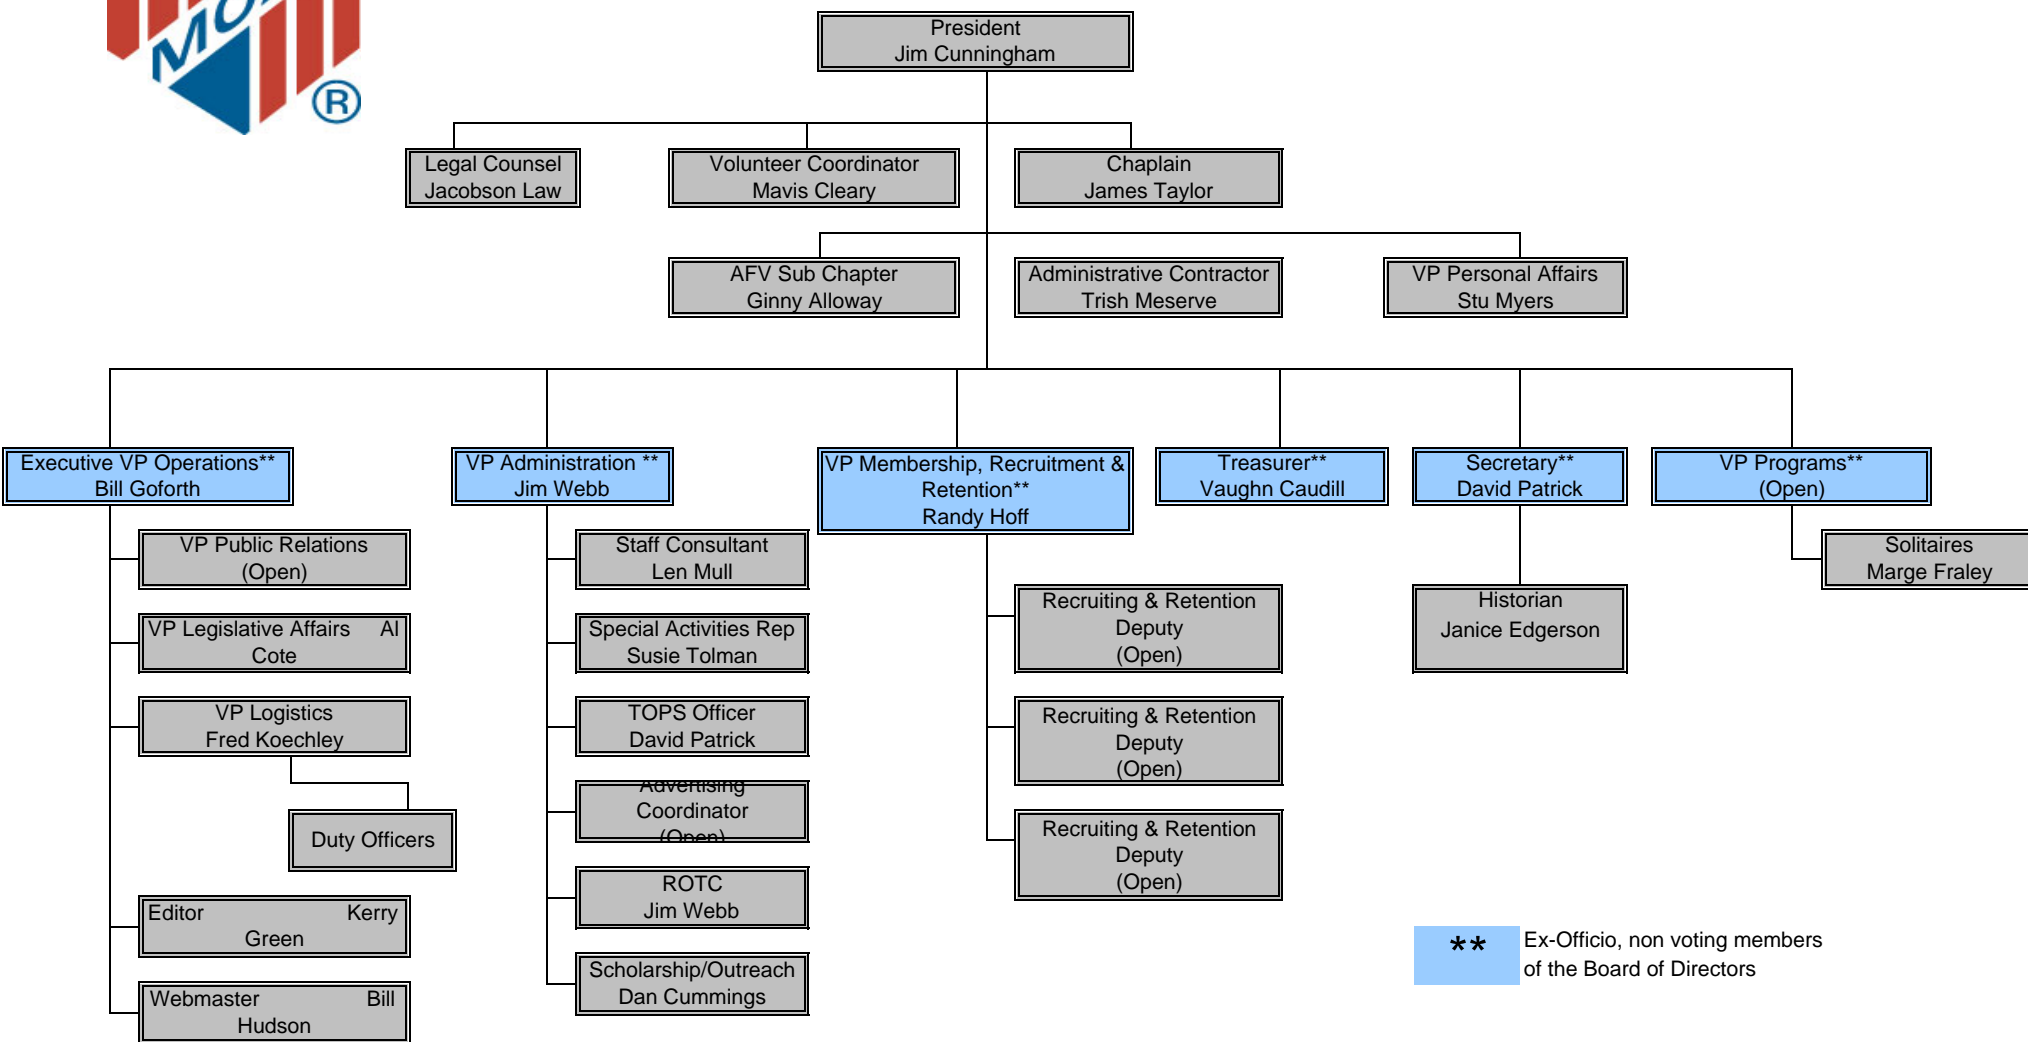 MO
®
President
Jim Cunningham
Legal Counsel
Jacobson Law
Volunteer Coordinator
Mavis Cleary
Chaplain
James Taylor
AFV Sub Chapter
Ginny Alloway
Administrative Contractor
Trish Meserve
VP Personal Affairs
Stu Myers
Executive VP Operations**
Bill Goforth
VP Administration **
Jim Webb
VP Membership, Recruitment &
Retention**
Randy Hoff
Treasurer**
Vaughn Caudill
Secretary**
David Patrick
VP Programs**
(Open)
VP Public Relations
(Open)
VP Legislative Affairs Al
Cote
VP Logistics
Fred Koechley
Duty Officers
Editor Kerry
Green
Webmaster Bill
Hudson
Staff Consultant
Len Mull
Special Activities Rep
Susie Tolman
TOPS Officer
David Patrick
Advertising
Coordinator
(Open)
ROTC
Jim Webb
Scholarship/Outreach
Dan Cummings
Recruiting & Retention
Deputy
(Open)
Recruiting & Retention
Deputy
(Open)
Recruiting & Retention
Deputy
(Open)
Historian
Janice Edgerson
Solitaires
Marge Fraley
** Ex-Officio, non voting members
of the Board of Directors